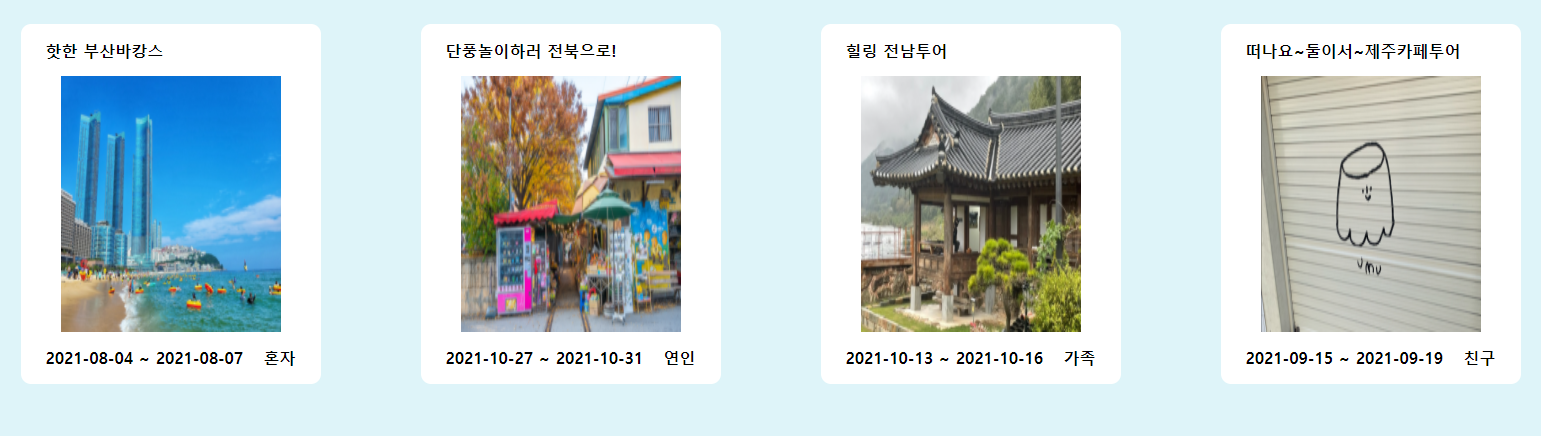 핫한 부산바캉스
단풍놀이하러 전북으로!
힐링 전남투어
떠나요~둘이서~제주카페투어
umu
2021-08-04 ~ 2021-08-07 혼자
2021-10-27 ~ 2021-10-31 연인
2021-10-13 ~ 2021-10-16 가족
2021-09-15 ~ 2021-09-19 친구